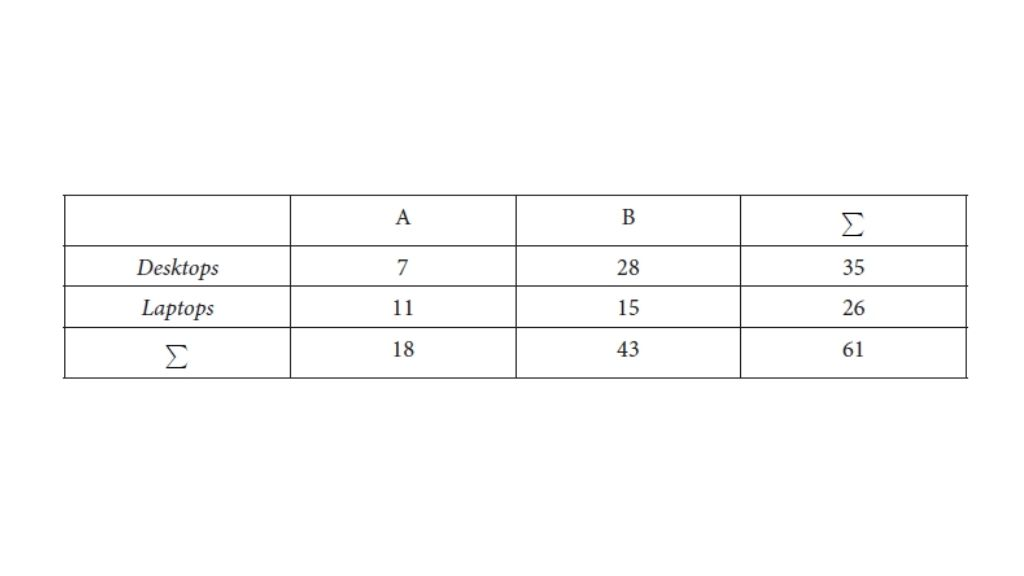 A B ∑
Desktops 7 28 35
Laptops 11 15 26
∑ 18 43 61